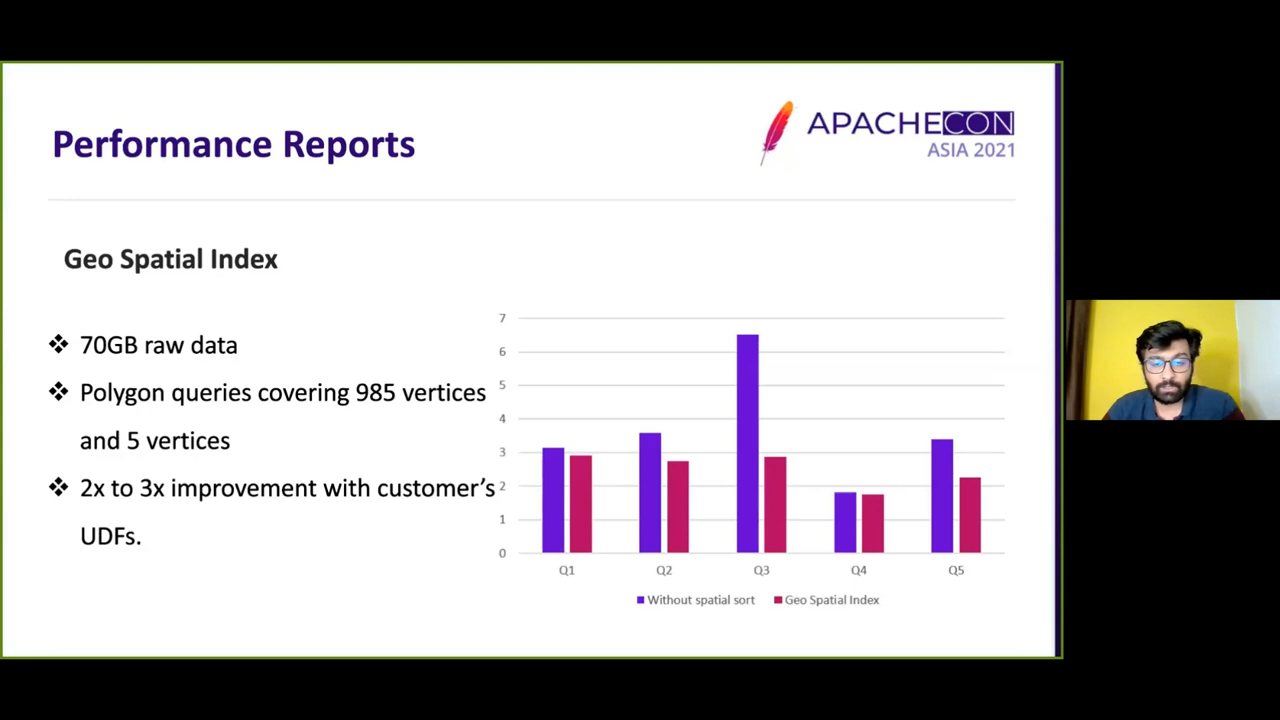 Performance Reports
APACHECON
ASIA 2021
Geo Spatial Index
❖ 70GB raw data
❖ Polygon queries covering 985 vertices
and 5 vertices
❖ 2x to 3x improvement with customer’s
UDFs.
7
6
5
4
3
2
1
0
Q1 Q2 Q3 Q4 Q5
Without spatial sort Geo Spatial Index